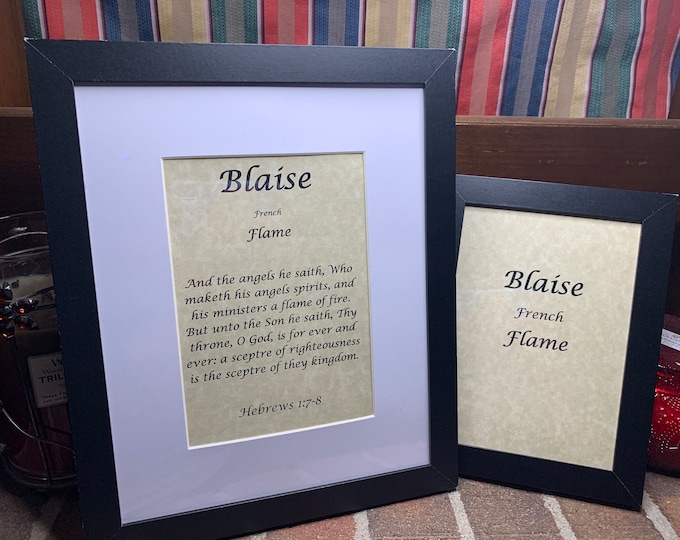 Blaise
French
Flame
And the angels he saith, Who
maketh his angels spirits, and
his ministers a flame of fire.
But unto the Son he saith, Thy
throne, O God, is for ever and
ever: a sceptre of righteousness
is the sceptre of they kingdom.
Hebrews 1:7-8
Blaise
French
Flame
TRIL